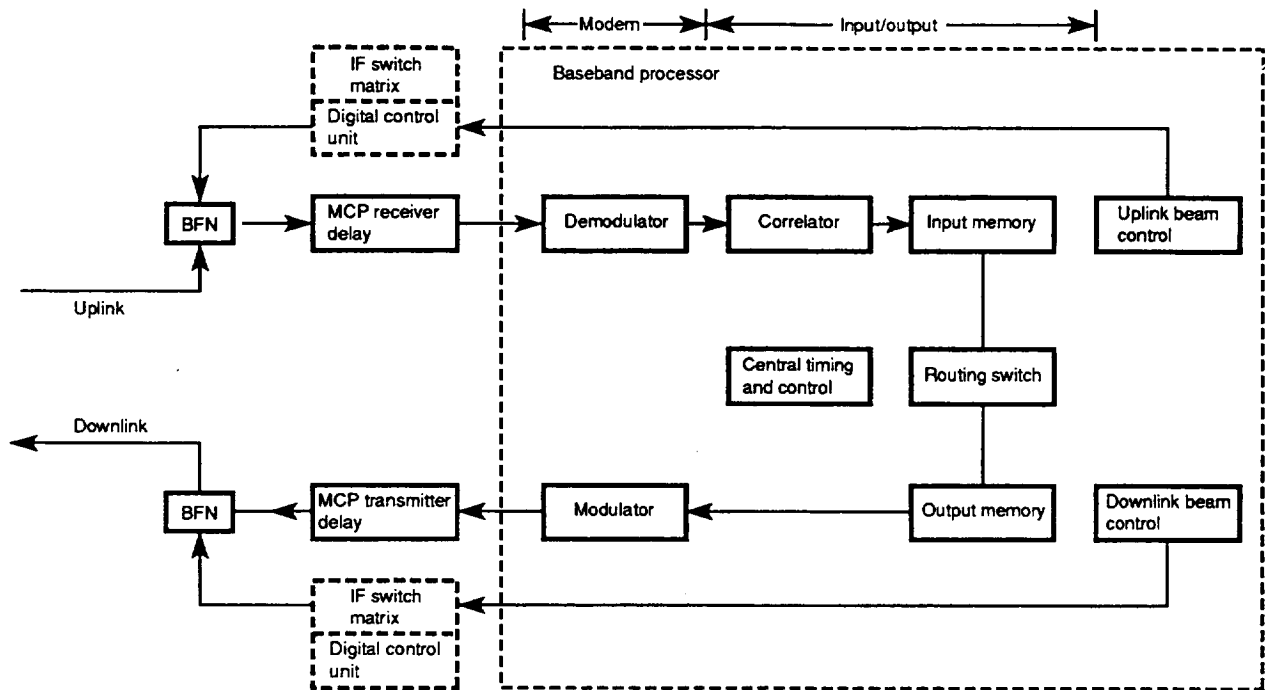 Modem
Input/output
IF switch
matrix
Baseband processor
Digital control
unit
BFN
MCP receiver
delay
Demodulator
Correlator
Input memory
Uplink beam
control
Uplink
Central timing
and control
Routing switch
Downlink
BFN
MCP transmitter
delay
Modulator
Output memory
Downlink beam
control
IF switch
matrix
Digital control
unit